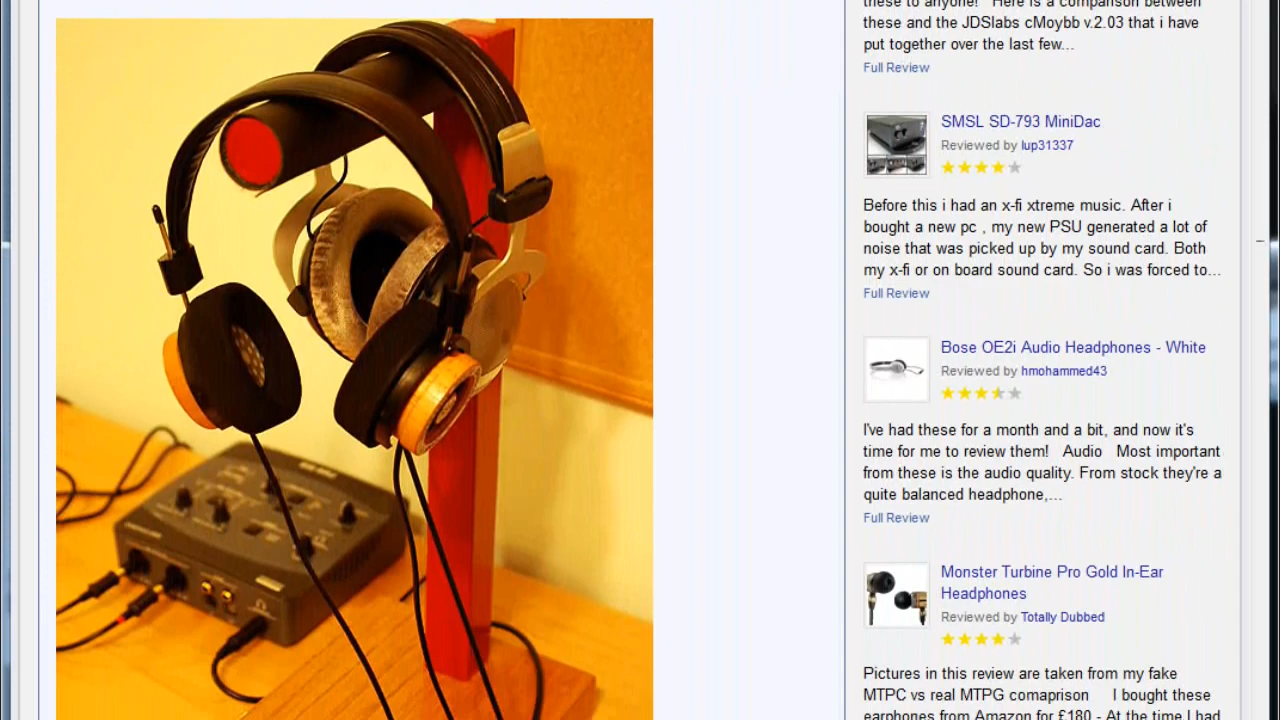 these to anyone! Here is a comparison between
these and the JDSlabs cMoybb v.2.03 that i have
put together over the last few...
Full Review
SMSL SD-793 MiniDac
Reviewed by lup31337
Before this i had an x-fi xtreme music. After i
bought a new pc , my new PSU generated a lot of
noise that was picked up by my sound card. Both
my x-fi or on board sound card. So i was forced to...
Full Review
Bose OE2i Audio Headphones - White
Reviewed by hmohammed43
I've had these for a month and a bit, and now it's
time for me to review them! Audio Most important
from these is the audio quality. From stock they're a
quite balanced headphone,...
Full Review
Monster Turbine Pro Gold In-Ear
Headphones
Reviewed by Totally Dubbed
Pictures in this review are taken from my fake
MTPC vs real MTPG comaprison I bought these
earphones from Amazon for £180 - At the time I had